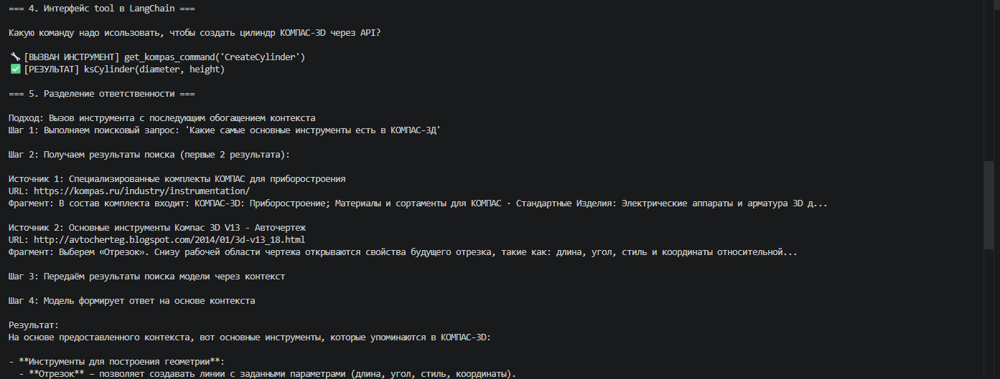 === 4. Интерфейс tool в LangChain ===
Какую команду надо исользовать, чтобы создать цилиндр КОМПАС-3D через API?
🔧 [ВЫЗВАН ИНСТРУМЕНТ] get_kompas_command('CreateCylinder')
✅ [РЕЗУЛЬТАТ] ksCylinder(diameter, height)
=== 5. Разделение ответственности ===
Подход: Вызов инструмента с последующим обогащением контекста
Шаг 1: Выполняем поисковый запрос: 'Какие самые основные инструменты есть в КОМПАС-3Д'
Шаг 2: Получаем результаты поиска (первые 2 результата):
Источник 1: Специализированные комплекты КОМПАС для приборостроения
URL: https://kompas.ru/industry/instrumentation/
Фрагмент: В состав комплекта входит: КОМПАС-3D: Приборостроение; Материалы и сортаменты для КОМПАС · Стандартные Изделия: Электрические аппараты и арматура 3D д...
Источник 2: Основные инструменты Компас 3D V13 - Авточертеж
URL: http://avtocherteg.blogspot.com/2014/01/3d-v13_18.html
Фрагмент: Выберем «Отрезок». Снизу рабочей области чертежа открываются свойства будущего отрезка, такие как: длина, угол, стиль и координаты относительной...
Шаг 3: Передаём результаты поиска модели через контекст
Шаг 4: Модель формирует ответ на основе контекста
Результат:
На основе предоставленного контекста, вот основные инструменты, которые упоминаются в КОМПАС-3D:
- **Инструменты для построения геометрии**:
- **Отрезок** – позволяет создавать линии с заданными параметрами (длина, угол, стиль, координаты).